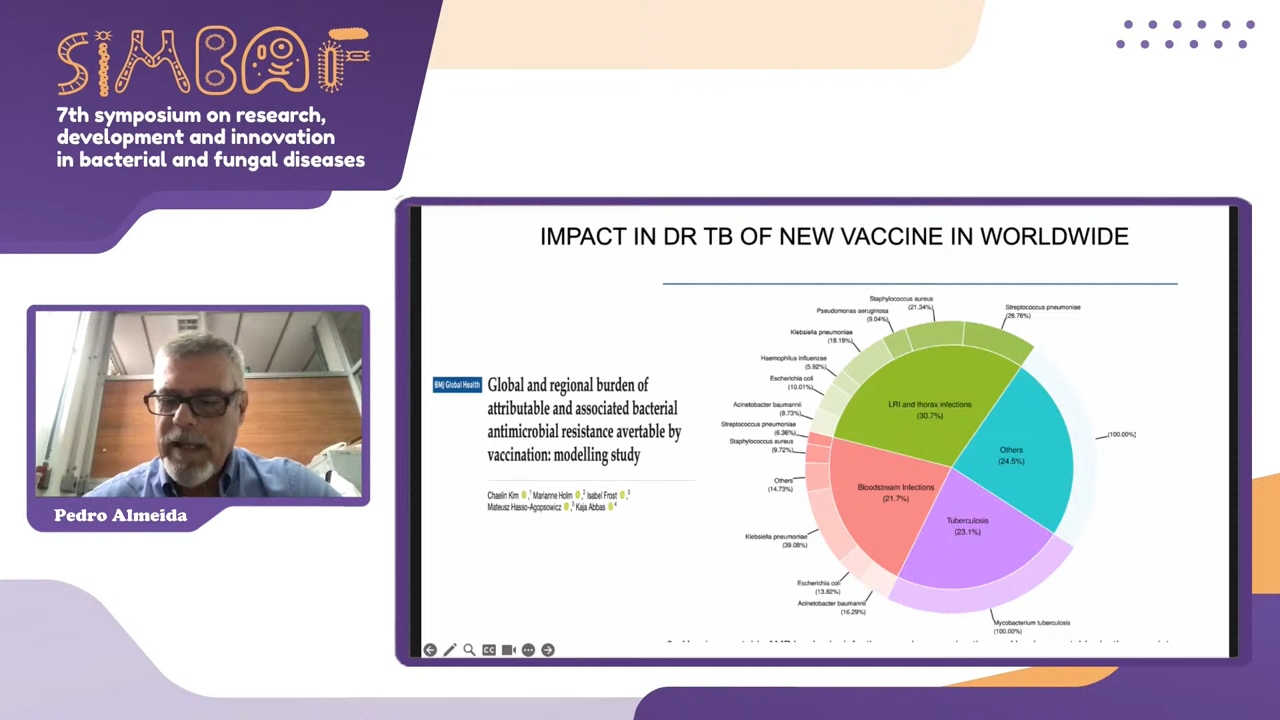 SIMBAF
7th symposium on research,
development and innovation
in bacterial and fungal diseases
Pedro Almeida
IMPACT IN DR TB OF NEW VACCINE IN WORLDWIDE
BMJ Global Health
Global and regional burden of
attributable and associated bacterial
antimicrobial resistance avertable by
vaccination: modelling study
Chaelin Kim ,1 Marianne Holm ,2 Isabel Frost ,3
Mateusz Hasso-Agopsowicz ,3 Kaja Abbas 4
Staphylococcus aureus
(21.34%)
Streptococcus pneumoniae
(26.76%)
Pseudomonas aeruginosa
(9.04%)
Klebsiella pneumoniae
(18.19%)
Haemophilus influenzae
(5.92%)
Escherichia coli
(10.01%)
Acinetobacter baumannii
(8.73%)
Streptococcus pneumoniae
(6.36%)
Staphylococcus aureus
(9.72%)
Others
(14.73%)
Klebsiella pneumoniae
(39.08%)
Escherichia coli
(13.82%)
Acinetobacter baumannii
(16.29%)
Mycobacterium tuberculosis
(100.00%)
(100.00%)
LRI and thorax infections
(30.7%)
Others
(24.5%)
Bloodstream Infections
(21.7%)
Tuberculosis
(23.1%)
CC